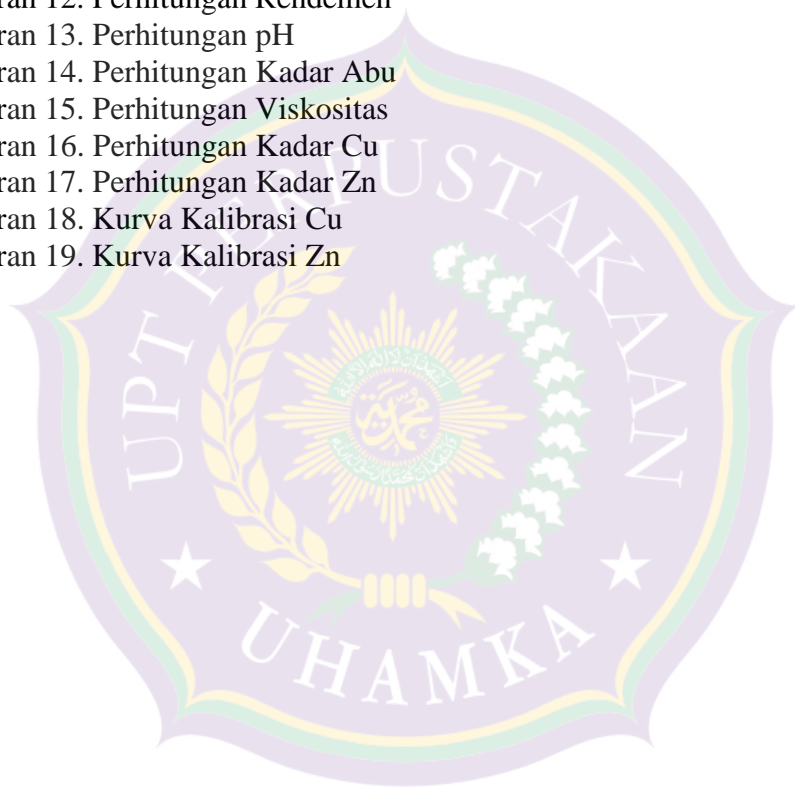 ran 12. Perhitungan Rendemen
ran 13. Perhitungan pH
ran 14. Perhitungan Kadar Abu
ran 15. Perhitungan Viskositas
ran 16. Perhitungan Kadar Cu
ran 17. Perhitungan Kadar Zn
ran 18. Kurva Kalibrasi Cu
ran 19. Kurva Kalibrasi Zn
UPT PERPUSTAKAAN
محمدية
UHAMKA